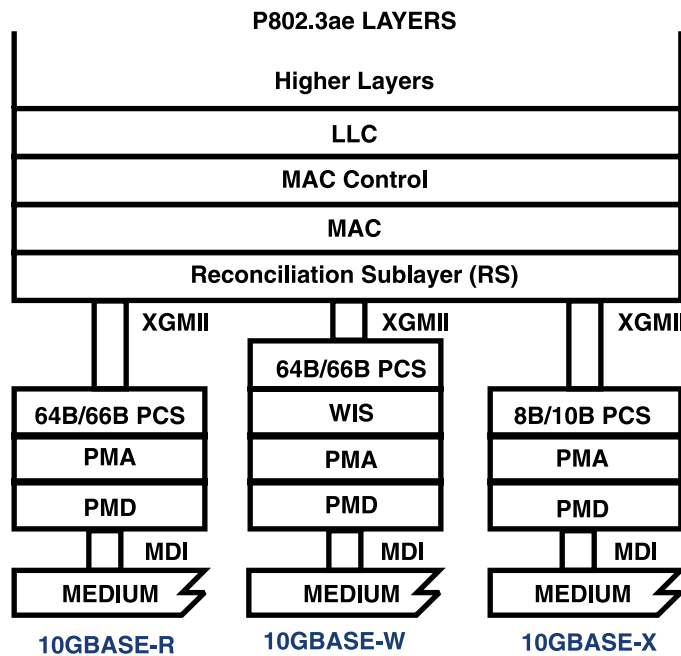 P802.3ae LAYERS
Higher Layers
LLC
MAC Control
MAC
Reconciliation Sublayer (RS)
XGMII
XGMII
XGMII
64B/66B PCS
64B/66B PCS
WIS
8B/10B PCS
PMA
PMA
PMA
PMD
PMD
PMD
MDI
MDI
MDI
MEDIUM
MEDIUM
MEDIUM
10GBASE-R
10GBASE-W
10GBASE-X